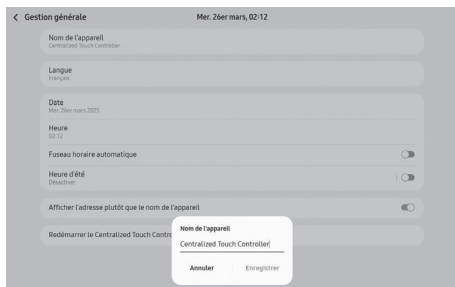 Gestion générale
Mer. 26er mars, 02:12
Nom de l'appareil
Centralized Touch Controller
Langue
Français
Date
Mer. 26er mars 2025
Heure
02:12
Fuseau horaire automatique
Heure d'été
Désactiver
Afficher l'adresse plutôt que le nom de l'appareil
Redémarrer le Centralized Touch Contro
Nom de l'appareil
Centralized Touch Controller
Annuler
Enregistrer